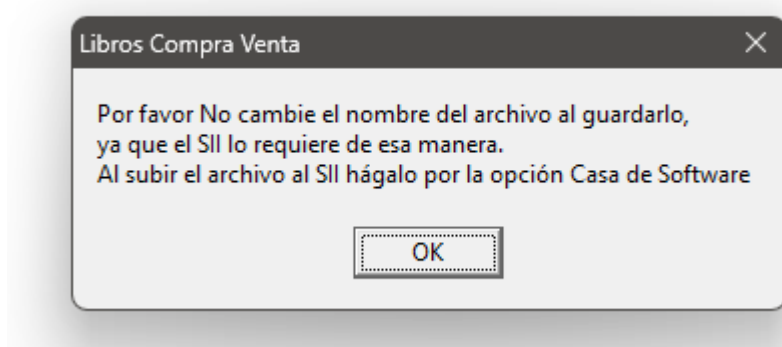 Libros Compra Venta
Por favor No cambie el nombre del archivo al guardarlo,
ya que el SII lo requiere de esa manera.
Al subir el archivo al SII hágalo por la opción Casa de Software
OK